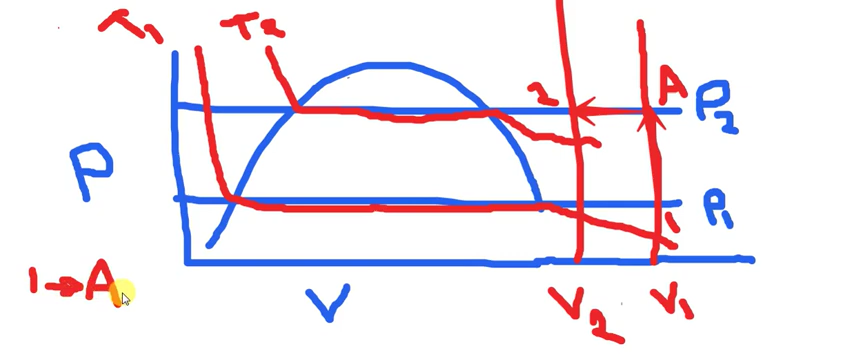 T₁ T₂
2 A P₂
P
1 P₁
1 → A
V V₂ V₁